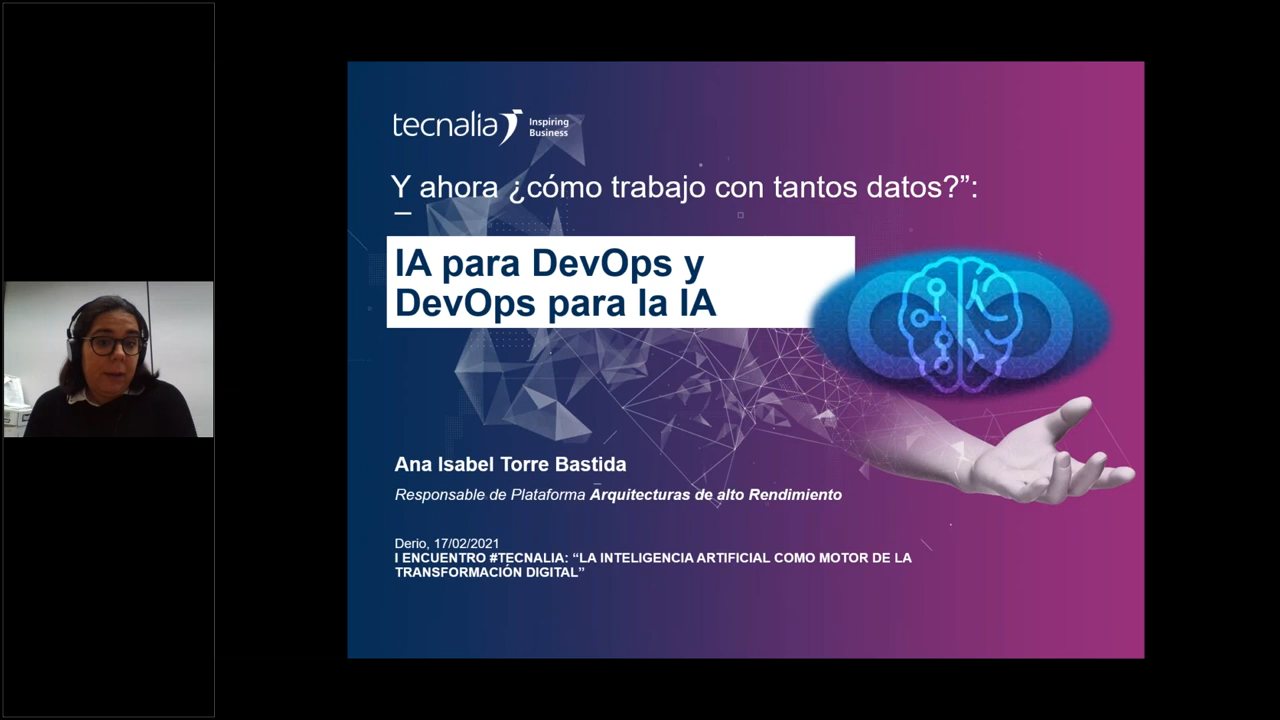 tecnalia Inspiring
Business
Y ahora ¿cómo trabajo con tantos datos?”:
–
IA para DevOps y
DevOps para la IA
Ana Isabel Torre Bastida
Responsable de Plataforma Arquitecturas de alto Rendimiento
Derio, 17/02/2021
I ENCUENTRO #TECNALIA: “LA INTELIGENCIA ARTIFICIAL COMO MOTOR DE LA
TRANSFORMACIÓN DIGITAL”